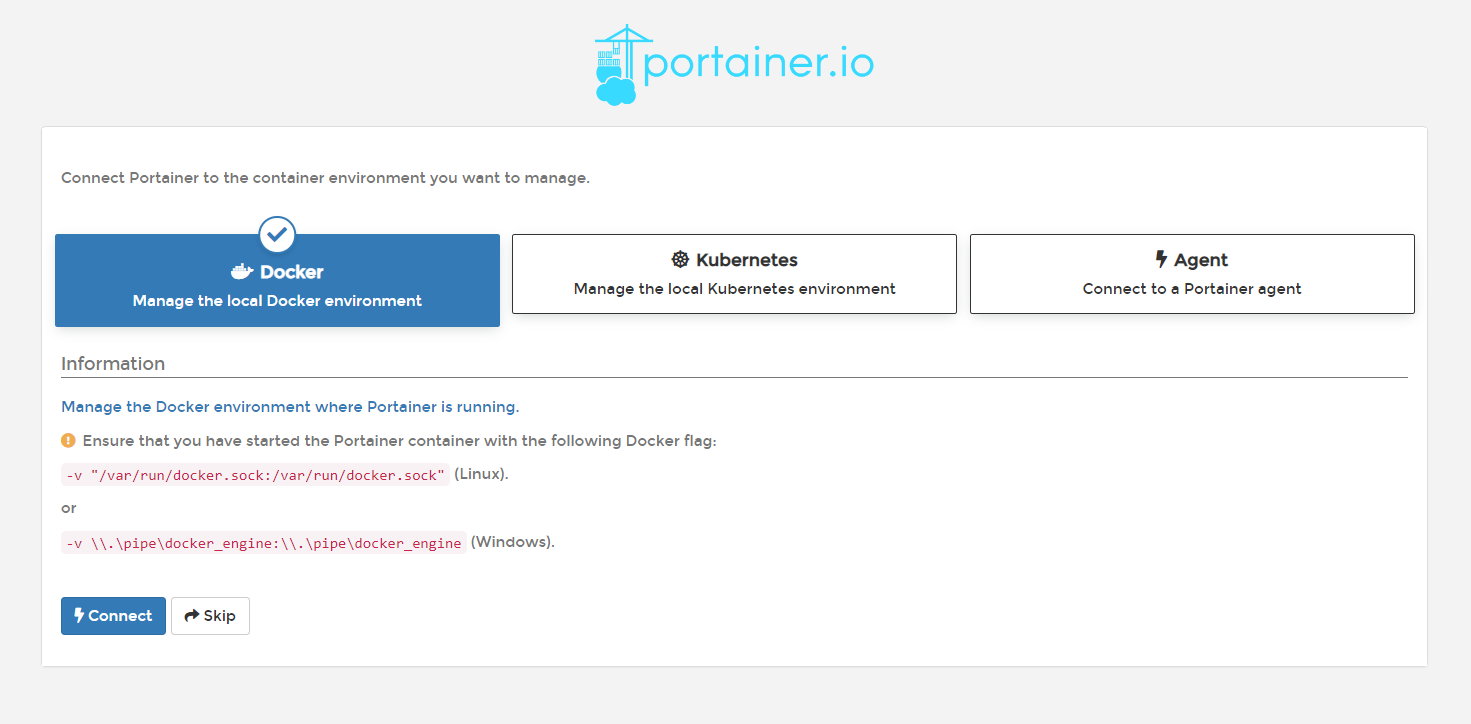 portainer.io
Connect Portainer to the container environment you want to manage.
Docker
Manage the local Docker environment
Kubernetes
Manage the local Kubernetes environment
Agent
Connect to a Portainer agent
Information
Manage the Docker environment where Portainer is running.
Ensure that you have started the Portainer container with the following Docker flag:
-v "/var/run/docker.sock:/var/run/docker.sock" (Linux).
or
-v \\.\pipe\docker_engine:\\.\pipe\docker_engine (Windows).
Connect Skip